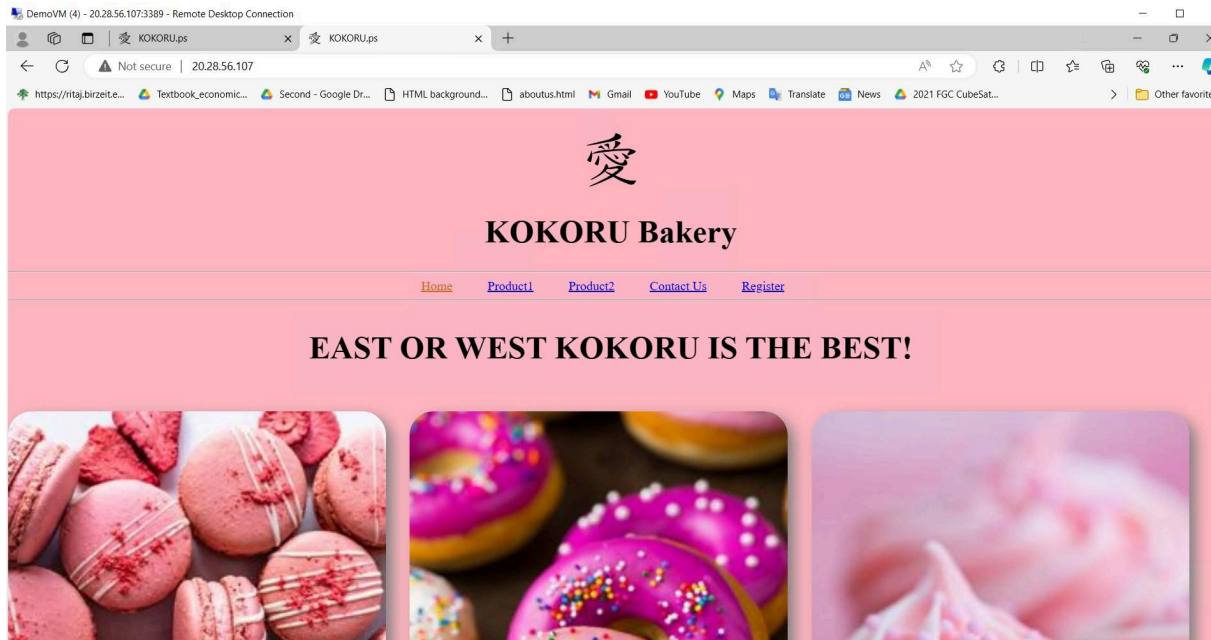 DemoVM (4) - 20.28.56.107:3389 - Remote Desktop Connection
愛 KOKORU.ps
愛 KOKORU.ps
Not secure | 20.28.56.107
https://ritaj.birzeit.e... Textbook_economic... Second - Google Dr... HTML background... aboutus.html Gmail YouTube Maps Translate News 2021 FGC CubeSat... Other favorite
愛
KOKORU Bakery
Home Product1 Product2 Contact Us Register
EAST OR WEST KOKORU IS THE BEST!